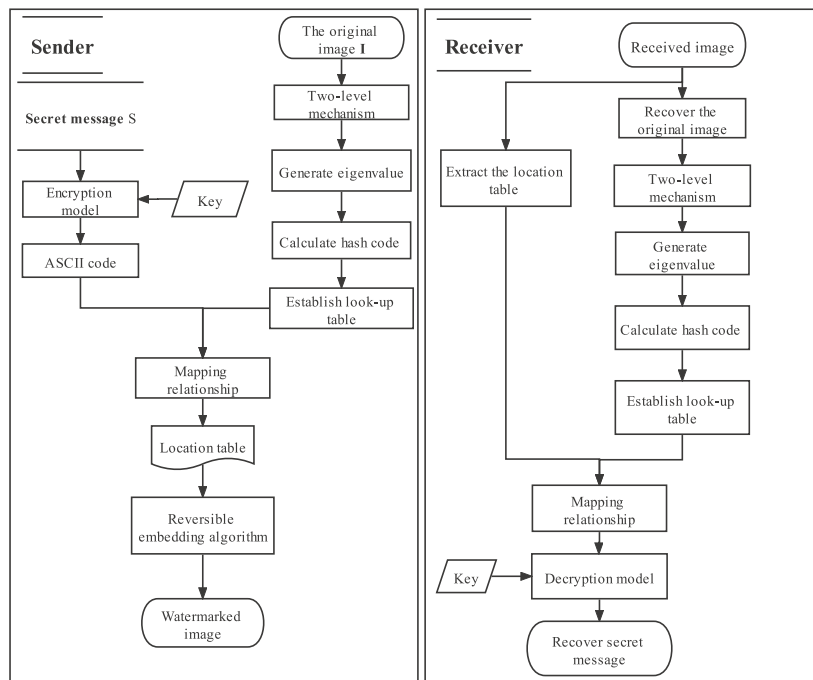 Sender
The original
image I
Secret message S
Two-level
mechanism
Generate eigenvalue
Encryption
model
Key
Calculate hash code
ASCII code
Establish look-up
table
Mapping
relationship
Location table
Reversible
embedding algorithm
Watermarked
image
Receiver
Received image
Recover the
original image
Extract the location
table
Two-level
mechanism
Generate
eigenvalue
Calculate hash code
Establish look-up
table
Mapping
relationship
Key
Decryption model
Recover secret
message